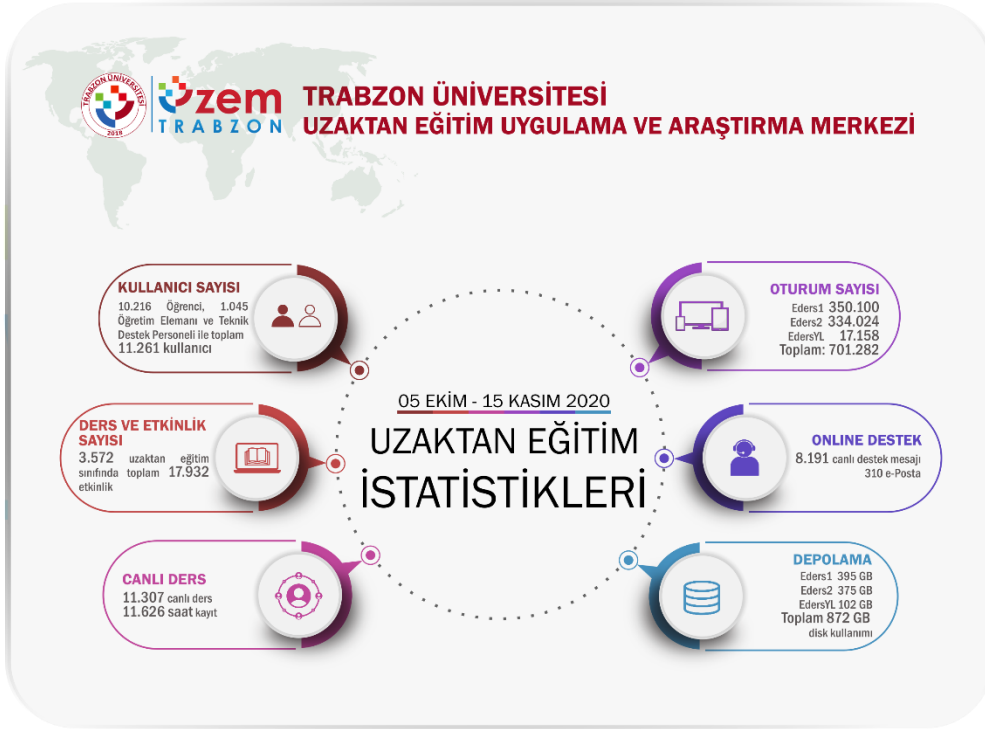 TRABZON ÜNİVERSİTESİ
2018
üzem
TRABZON
TRABZON ÜNİVERSİTESİ
UZAKTAN EĞİTİM UYGULAMA VE ARAŞTIRMA MERKEZİ
KULLANICI SAYISI
10.216 Öğrenci, 1.045
Öğretim Elemanı ve Teknik
Destek Personeli ile toplam
11.261 kullanıcı
DERS VE ETKİNLİK
SAYISI
3.572 uzaktan eğitim
sınıfında toplam 17.932
etkinlik
CANLI DERS
11.307 canlı ders
11.626 saat kayıt
05 EKİM - 15 KASIM 2020
UZAKTAN EĞİTİM
İSTATİSTİKLERİ
OTURUM SAYISI
Eders1 350.100
Eders2 334.024
EdersYL 17.158
Toplam: 701.282
ONLINE DESTEK
8.191 canlı destek mesajı
310 e-Posta
DEPOLAMA
Eders1 395 GB
Eders2 375 GB
EdersYL 102 GB
Toplam 872 GB
disk kullanımı